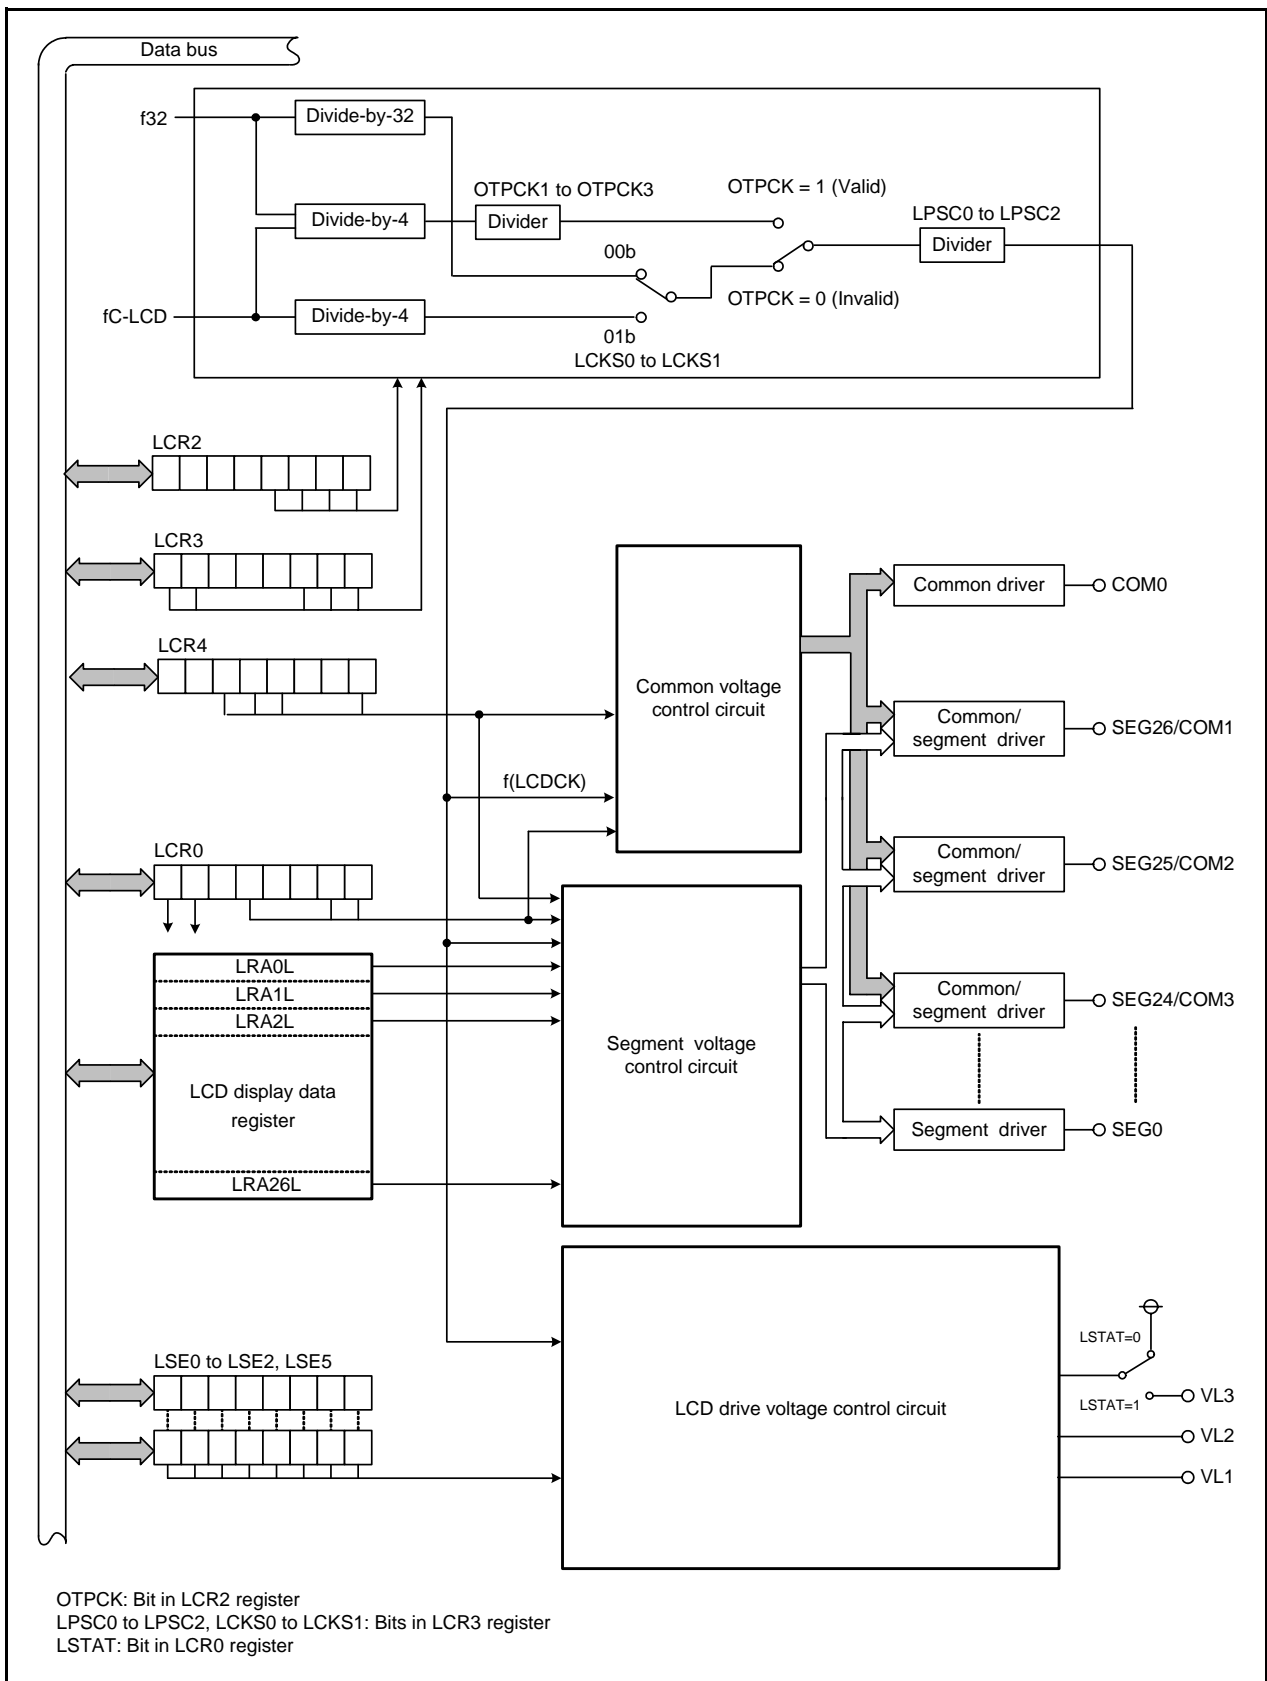 Data bus
f32
Divide-by-32
OTPCK1 to OTPCK3
OTPCK = 1 (Valid)
Divide-by-4
Divider
LPSC0 to LPSC2
Divider
00b
OTPCK = 0 (Invalid)
fC-LCD
Divide-by-4
01b
LCKS0 to LCKS1
LCR2
LCR3
LCR4
Common voltage
control circuit
Common driver
COM0
Common/
segment driver
SEG26/COM1
f(LCDCK)
LCR0
Common/
segment driver
SEG25/COM2
LRA0L
LRA1L
LRA2L
LCD display data
register
LRA26L
Segment voltage
control circuit
Common/
segment driver
SEG24/COM3
Segment driver
SEG0
LSE0 to LSE2, LSE5
LCD drive voltage control circuit
LSTAT=0
LSTAT=1
VL3
VL2
VL1
OTPCK: Bit in LCR2 register
LPSC0 to LPSC2, LCKS0 to LCKS1: Bits in LCR3 register
LSTAT: Bit in LCR0 register